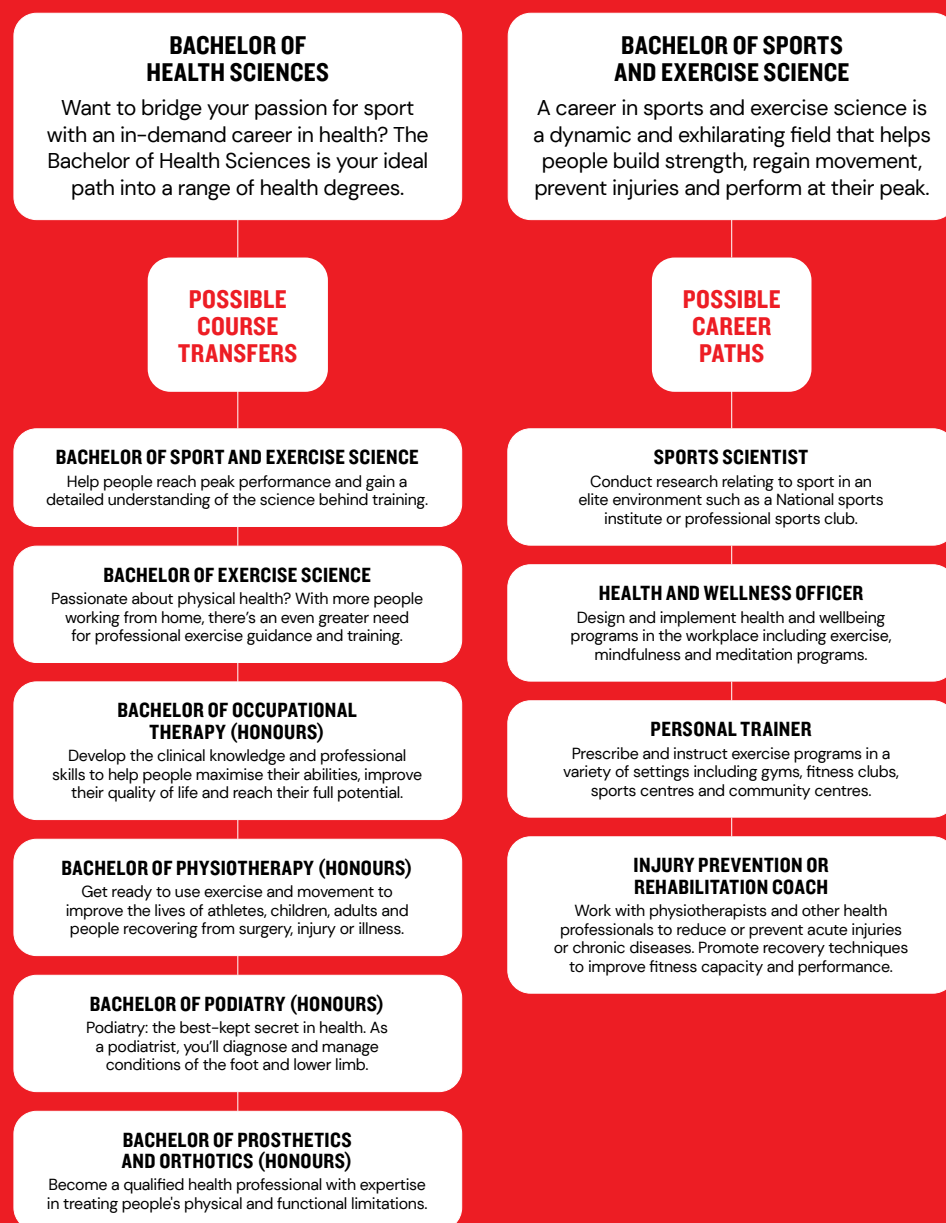 BACHELOR OF
HEALTH SCIENCES
Want to bridge your passion for sport
with an in-demand career in health? The
Bachelor of Health Sciences is your ideal
path into a range of health degrees.
POSSIBLE
COURSE
TRANSFERS
BACHELOR OF SPORT AND EXERCISE SCIENCE
Help people reach peak performance and gain a
detailed understanding of the science behind training.
BACHELOR OF EXERCISE SCIENCE
Passionate about physical health? With more people
working from home, there's an even greater need
for professional exercise guidance and training.
BACHELOR OF OCCUPATIONAL
THERAPY (HONOURS)
Develop the clinical knowledge and professional
skills to help people maximise their abilities, improve
their quality of life and reach their full potential.
BACHELOR OF PHYSIOTHERAPY (HONOURS)
Get ready to use exercise and movement to
improve the lives of athletes, children, adults and
people recovering from surgery, injury or illness.
BACHELOR OF PODIATRY (HONOURS)
Podiatry: the best-kept secret in health. As
a podiatrist, you'll diagnose and manage
conditions of the foot and lower limb.
BACHELOR OF PROSTHETICS
AND ORTHOTICS (HONOURS)
Become a qualified health professional with expertise
in treating people's physical and functional limitations.
BACHELOR OF SPORTS
AND EXERCISE SCIENCE
A career in sports and exercise science is
a dynamic and exhilarating field that helps
people build strength, regain movement,
prevent injuries and perform at their peak.
POSSIBLE
CAREER
PATHS
SPORTS SCIENTIST
Conduct research relating to sport in an
elite environment such as a National sports
institute or professional sports club.
HEALTH AND WELLNESS OFFICER
Design and implement health and wellbeing
programs in the workplace including exercise,
mindfulness and meditation programs.
PERSONAL TRAINER
Prescribe and instruct exercise programs in a
variety of settings including gyms, fitness clubs,
sports centres and community centres.
INJURY PREVENTION OR
REHABILITATION COACH
Work with physiotherapists and other health
professionals to reduce or prevent acute injuries
or chronic diseases. Promote recovery techniques
to improve fitness capacity and performance.